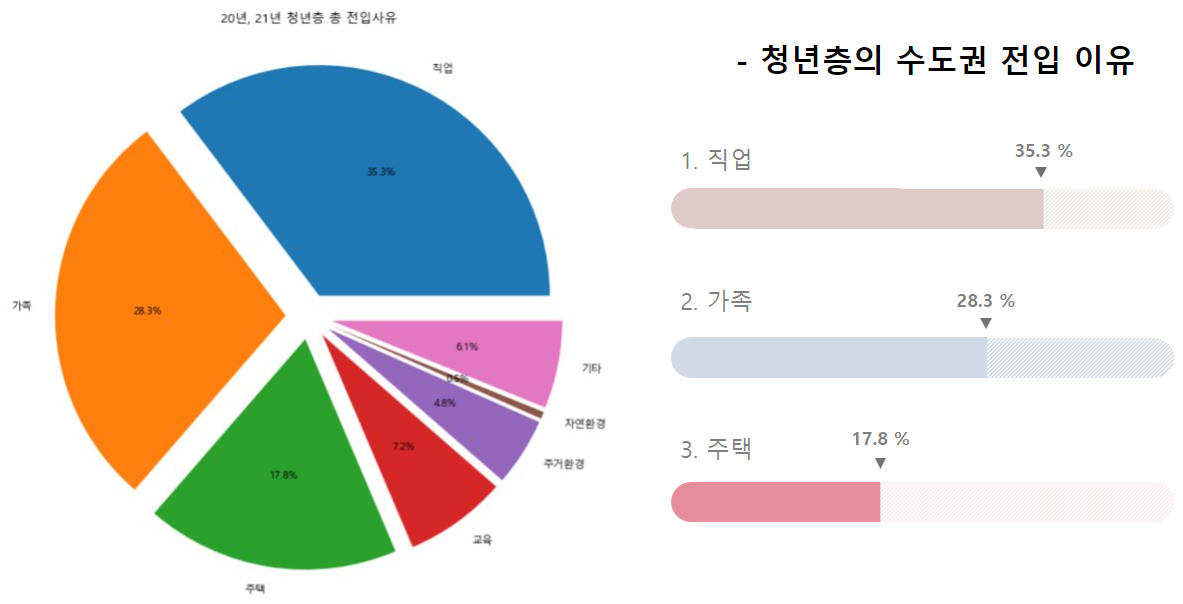 20년, 21년 청년층 총 전입사유
직업
35.3%
가족
28.3%
6.1%
기타
0.5%
4.8%
자연환경
7.2%
주거환경
17.8%
교육
주택
- 청년층의 수도권 전입 이유
1. 직업
35.3 %
2. 가족
28.3 %
3. 주택
17.8 %